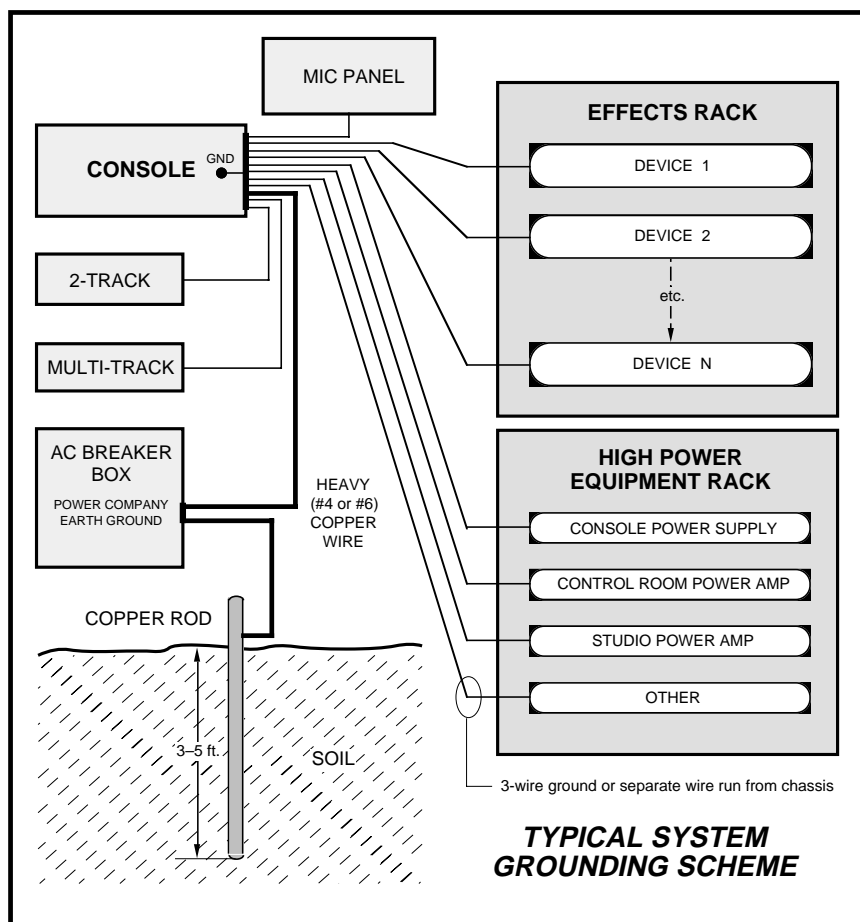 MIC PANEL
CONSOLE
GND
2-TRACK
MULTI-TRACK
AC BREAKER
BOX
POWER COMPANY
EARTH GROUND
HEAVY
(#4 or #6)
COPPER
WIRE
COPPER ROD
3–5 ft.
SOIL
EFFECTS RACK
DEVICE 1
DEVICE 2
etc.
DEVICE N
HIGH POWER
EQUIPMENT RACK
CONSOLE POWER SUPPLY
CONTROL ROOM POWER AMP
STUDIO POWER AMP
OTHER
3-wire ground or separate wire run from chassis
TYPICAL SYSTEM
GROUNDING SCHEME